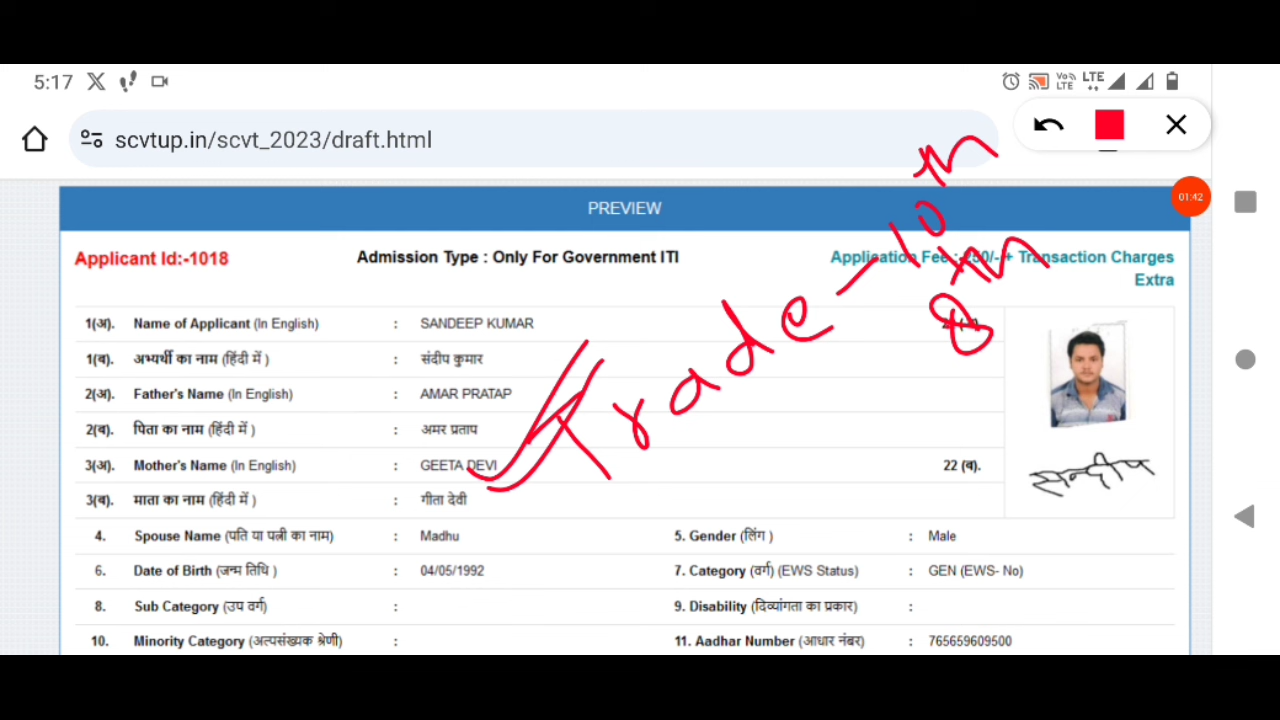 5:17
LTE
scvtup.in/scvt_2023/draft.html
01:42
PREVIEW
Applicant Id:-1018
Admission Type : Only For Government ITI
Application Fee :-250/- + Transaction Charges Extra
Trade - 10th
8th
1(अ). Name of Applicant (In English) : SANDEEP KUMAR
1(ब). अभ्यर्थी का नाम (हिंदी में ) : संदीप कुमार
2(अ). Father's Name (In English) : AMAR PRATAP
2(ब). पिता का नाम (हिंदी में ) : अमर प्रताप
3(अ). Mother's Name (In English) : GEETA DEVI 22 (ब).
सन्दीप
3(ब). माता का नाम (हिंदी में ) : गीता देवी
4. Spouse Name (पति या पत्नी का नाम) : Madhu 5. Gender (लिंग ) : Male
6. Date of Birth (जन्म तिथि ) : 04/05/1992 7. Category (वर्ग) (EWS Status) : GEN (EWS- No)
8. Sub Category (उप वर्ग) : 9. Disability (दिव्यांगता का प्रकार) :
10. Minority Category (अल्पसंख्यक श्रेणी) : 11. Aadhar Number (आधार नंबर) : 765659609500